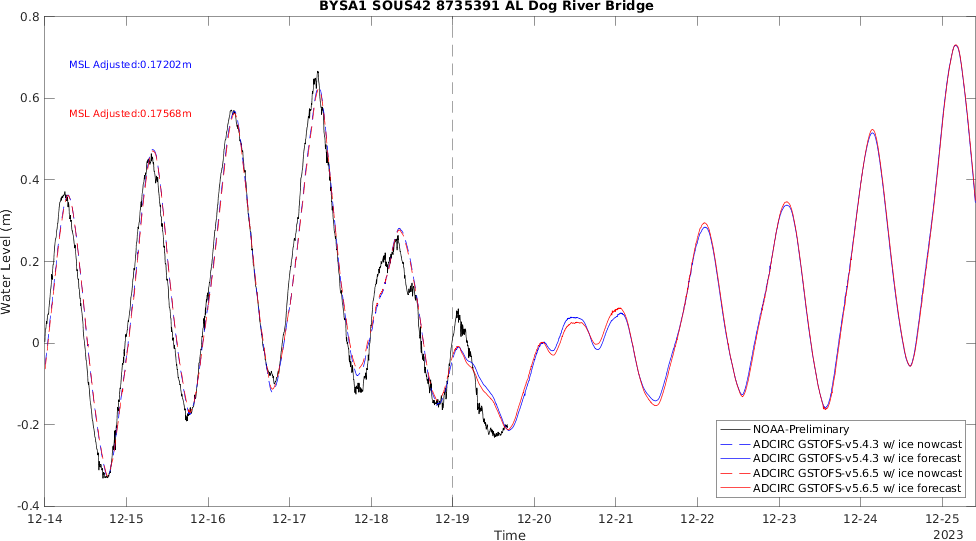 BYSA1 SOUS42 8735391 AL Dog River Bridge
0.8
MSL Adjusted:0.17202m
0.6
MSL Adjusted:0.17568m
0.4
0.2
0
-0.2
-0.4
Water Level (m)
NOAA-Preliminary
ADCIRC GSTOFS-v5.4.3 w/ ice nowcast
ADCIRC GSTOFS-v5.4.3 w/ ice forecast
ADCIRC GSTOFS-v5.6.5 w/ ice nowcast
ADCIRC GSTOFS-v5.6.5 w/ ice forecast
12-14 12-15 12-16 12-17 12-18 12-19 12-20 12-21 12-22 12-23 12-24 12-25
Time
2023